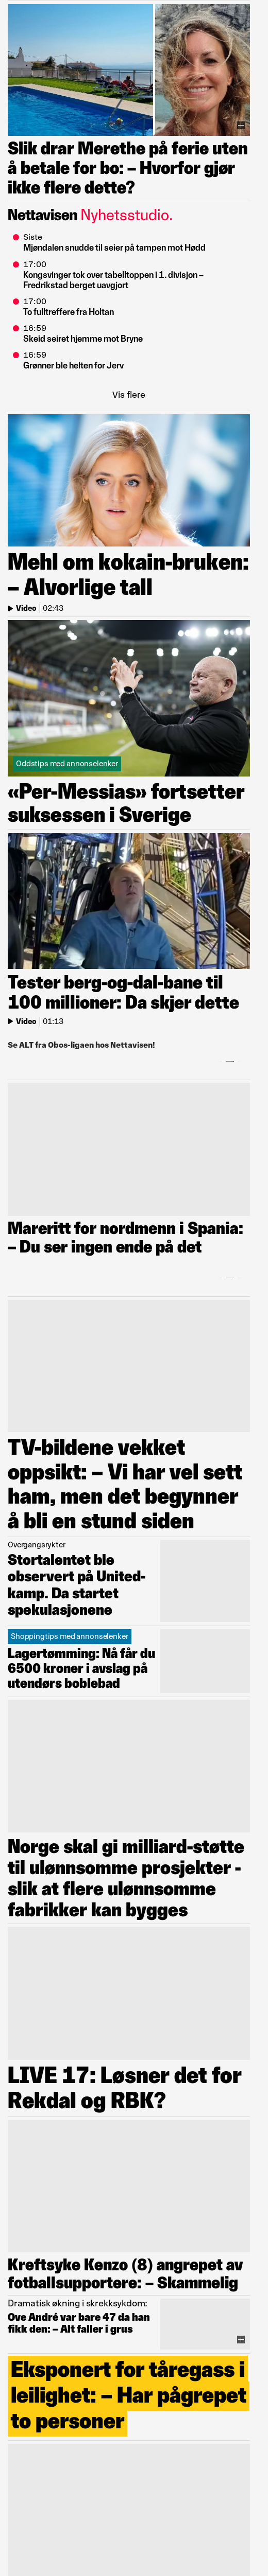 Slik drar Merethe på ferie uten
å betale for bo: – Hvorfor gjør
ikke flere dette?
Nettavisen Nyhetsstudio.
Siste
Mjøndalen snudde til seier på tampen mot Hødd
17:00
Kongsvinger tok over tabelltoppen i 1. divisjon –
Fredrikstad berget uavgjort
17:00
To fulltreffere fra Holtan
16:59
Skeid seiret hjemme mot Bryne
16:59
Grønner ble helten for Jerv
Vis flere
Mehl om kokain-bruken:
– Alvorlige tall
Video | 02:43
Oddstips med annonselenker
«Per-Messias» fortsetter
suksessen i Sverige
Tester berg-og-dal-bane til
100 millioner: Da skjer dette
Video | 01:13
Se ALT fra Obos-ligaen hos Nettavisen!
Mareritt for nordmenn i Spania:
– Du ser ingen ende på det
TV-bildene vekket
oppsikt: – Vi har vel sett
ham, men det begynner
å bli en stund siden
Overgangsrykter
Stortalentet ble
observert på United-
kamp. Da startet
spekulasjonene
Shoppingtips med annonselenker
Lagertømming: Nå får du
6500 kroner i avslag på
utendørs boblebad
Norge skal gi milliard-støtte
til ulønnsomme prosjekter -
slik at flere ulønnsomme
fabrikker kan bygges
LIVE 17: Løsner det for
Rekdal og RBK?
Kreftsyke Kenzo (8) angrepet av
fotballsupportere: – Skammelig
Dramatisk økning i skrekksykdom:
Ove André var bare 47 da han
fikk den: – Alt faller i grus
Eksponert for tåregass i
leilighet: – Har pågrepet
to personer